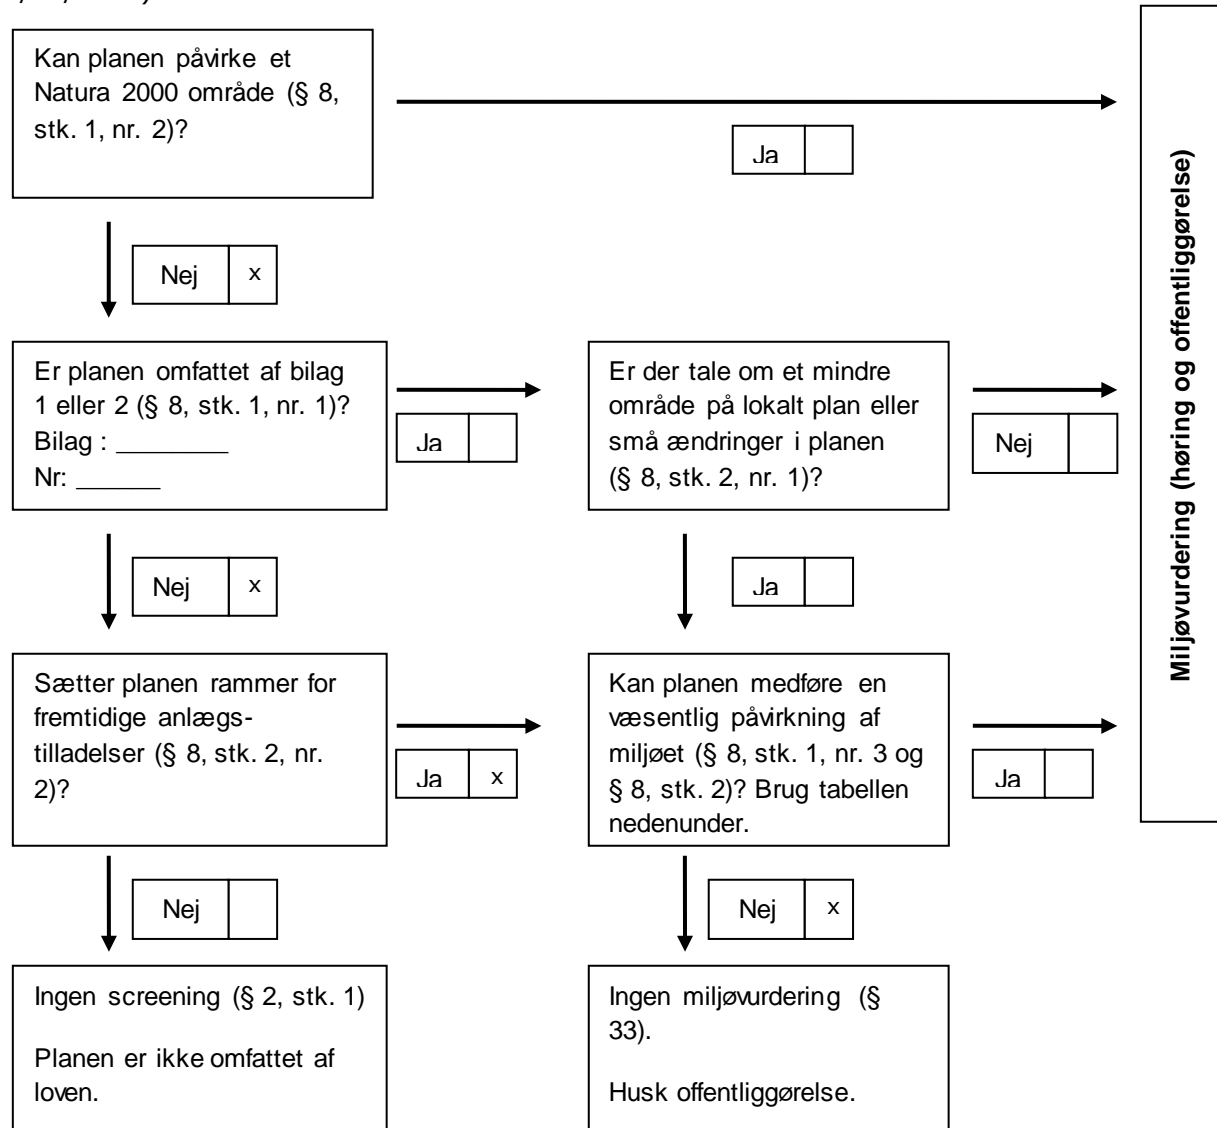 Kan planen påvirke et
Natura 2000 område (§ 8,
stk. 1, nr. 2)?
Ja
Nej x
Er planen omfattet af bilag
1 eller 2 (§ 8, stk. 1, nr. 1)?
Bilag : ________
Nr: ______
Ja
Er der tale om et mindre
område på lokalt plan eller
små ændringer i planen
(§ 8, stk. 2, nr. 1)?
Nej
Nej x
Ja
Sætter planen rammer for
fremtidige anlægs-
tilladelser (§ 8, stk. 2, nr.
2)?
Ja x
Kan planen medføre en
væsentlig påvirkning af
miljøet (§ 8, stk. 1, nr. 3 og
§ 8, stk. 2)? Brug tabellen
nedenunder.
Ja
Nej
Nej x
Ingen screening (§ 2, stk. 1)
Planen er ikke omfattet af
loven.
Ingen miljøvurdering (§
33).
Husk offentliggørelse.
Miljøvurdering (høring og offentliggørelse)